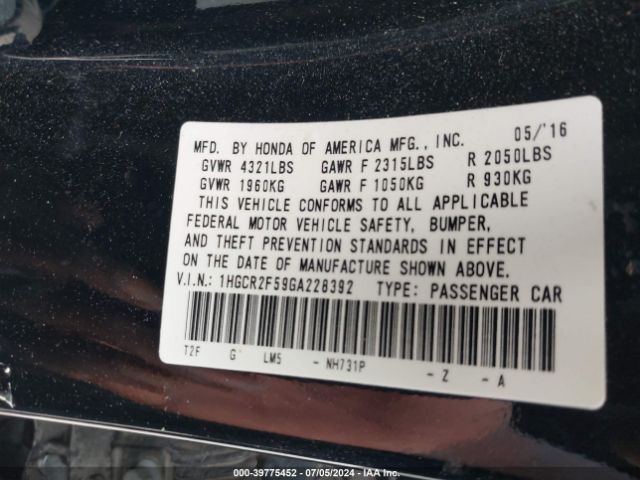 MFD. BY HONDA OF AMERICA MFG., INC. 05/'16
GVWR 4321LBS GAWR F 2315LBS R 2050LBS
GVWR 1960KG GAWR F 1050KG R 930KG
THIS VEHICLE CONFORMS TO ALL APPLICABLE
FEDERAL MOTOR VEHICLE SAFETY, BUMPER,
AND THEFT PREVENTION STANDARDS IN EFFECT
ON THE DATE OF MANUFACTURE SHOWN ABOVE.
V.I.N.: 1HGCR2F59GA228392 TYPE: PASSENGER CAR
T2F G LM5 - NH731P - Z - A
000-39775452 - 07/05/2024 - IAA Inc.